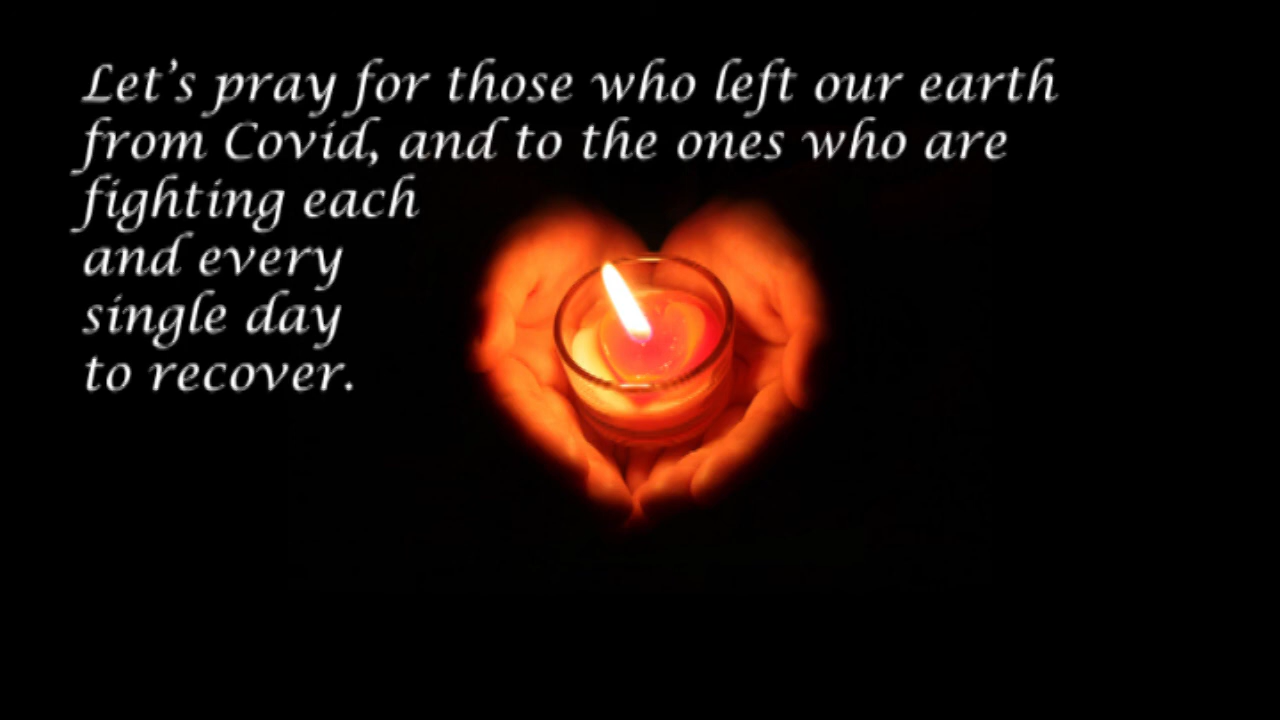 Let's pray for those who left our earth
from Covid, and to the ones who are
fighting each
and every
single day
to recover.